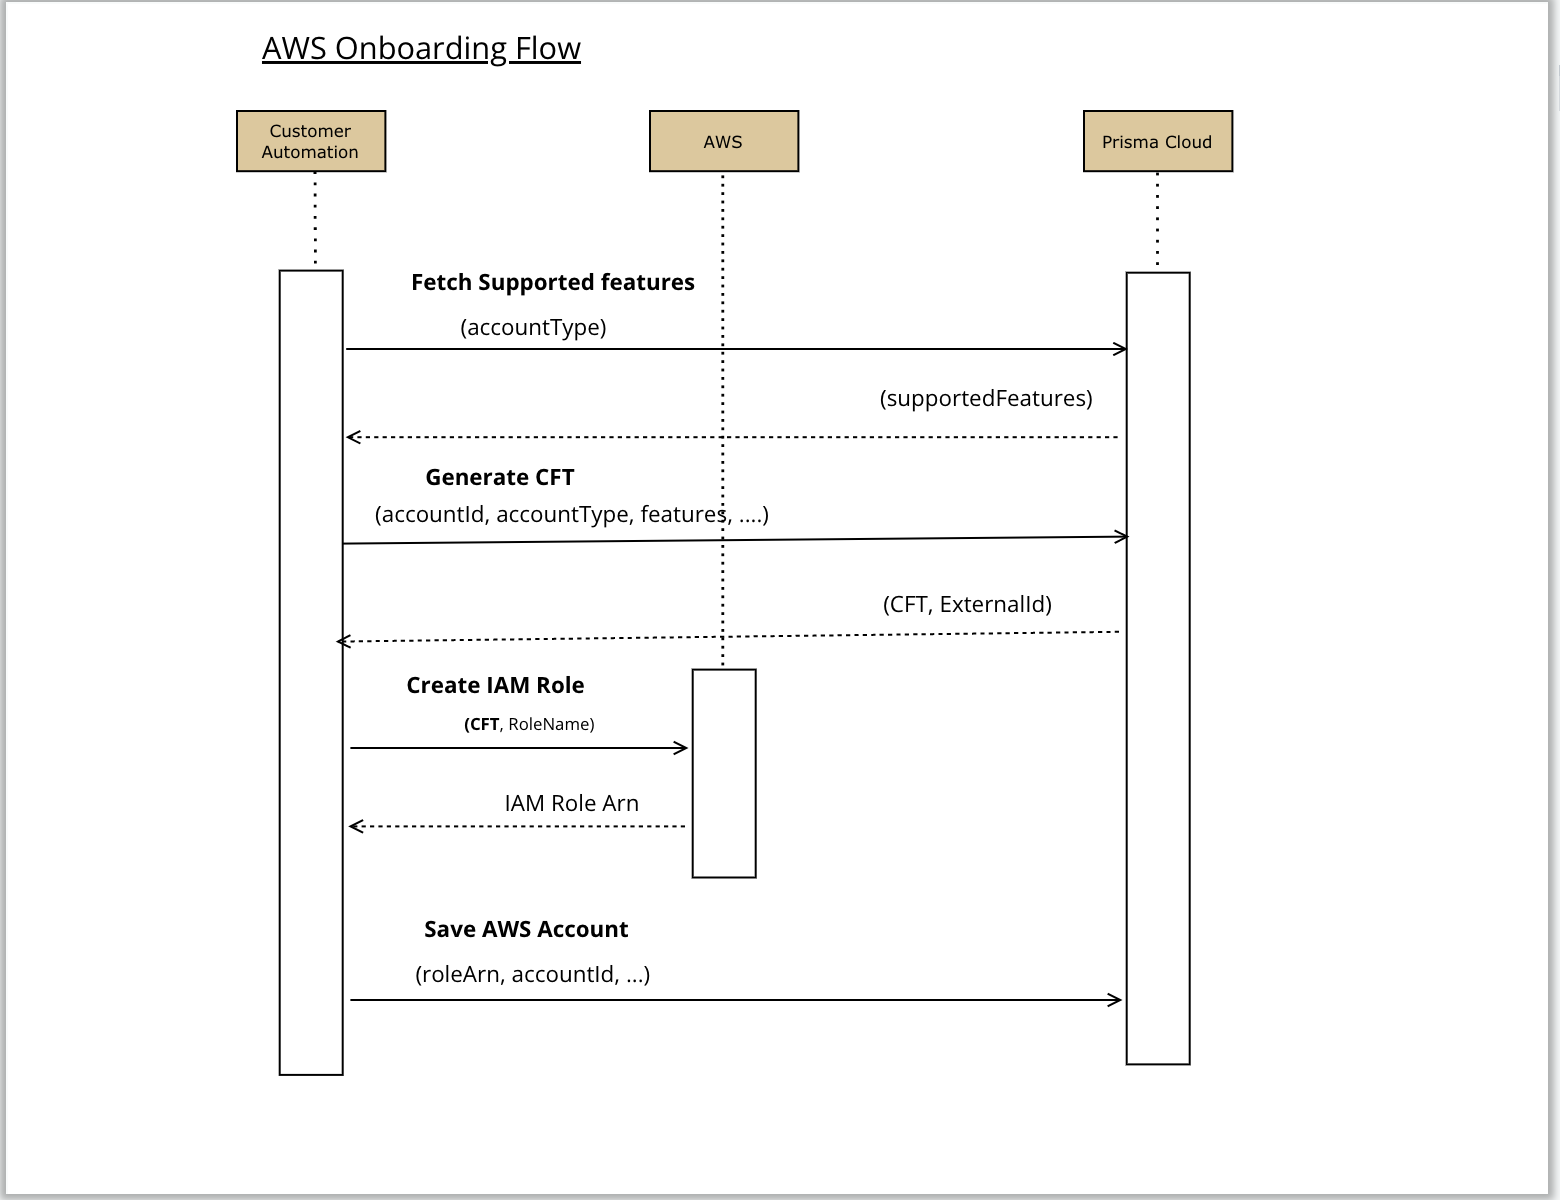 AWS Onboarding Flow
Customer
Automation
AWS
Prisma Cloud
Fetch Supported features
(accountType)
(supportedFeatures)
Generate CFT
(accountId, accountType, features, ....)
(CFT, ExternalId)
Create IAM Role
(CFT, RoleName)
IAM Role Arn
Save AWS Account
(roleArn, accountId, ...)